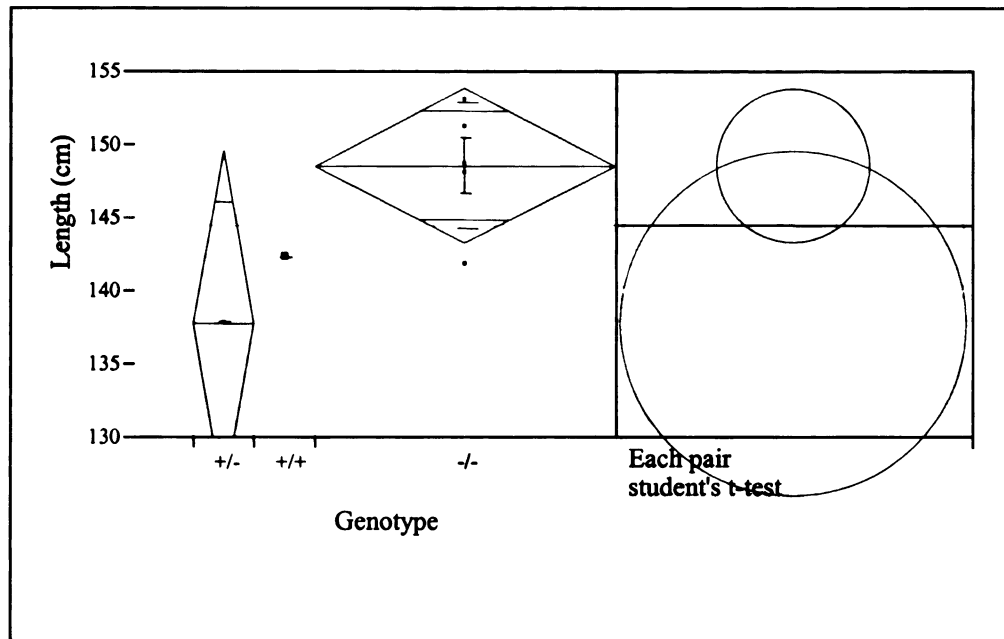 155
150
145
140
135
130
Length (cm)
+/-
+/+
-/-
Each pair
student's t-test
Genotype